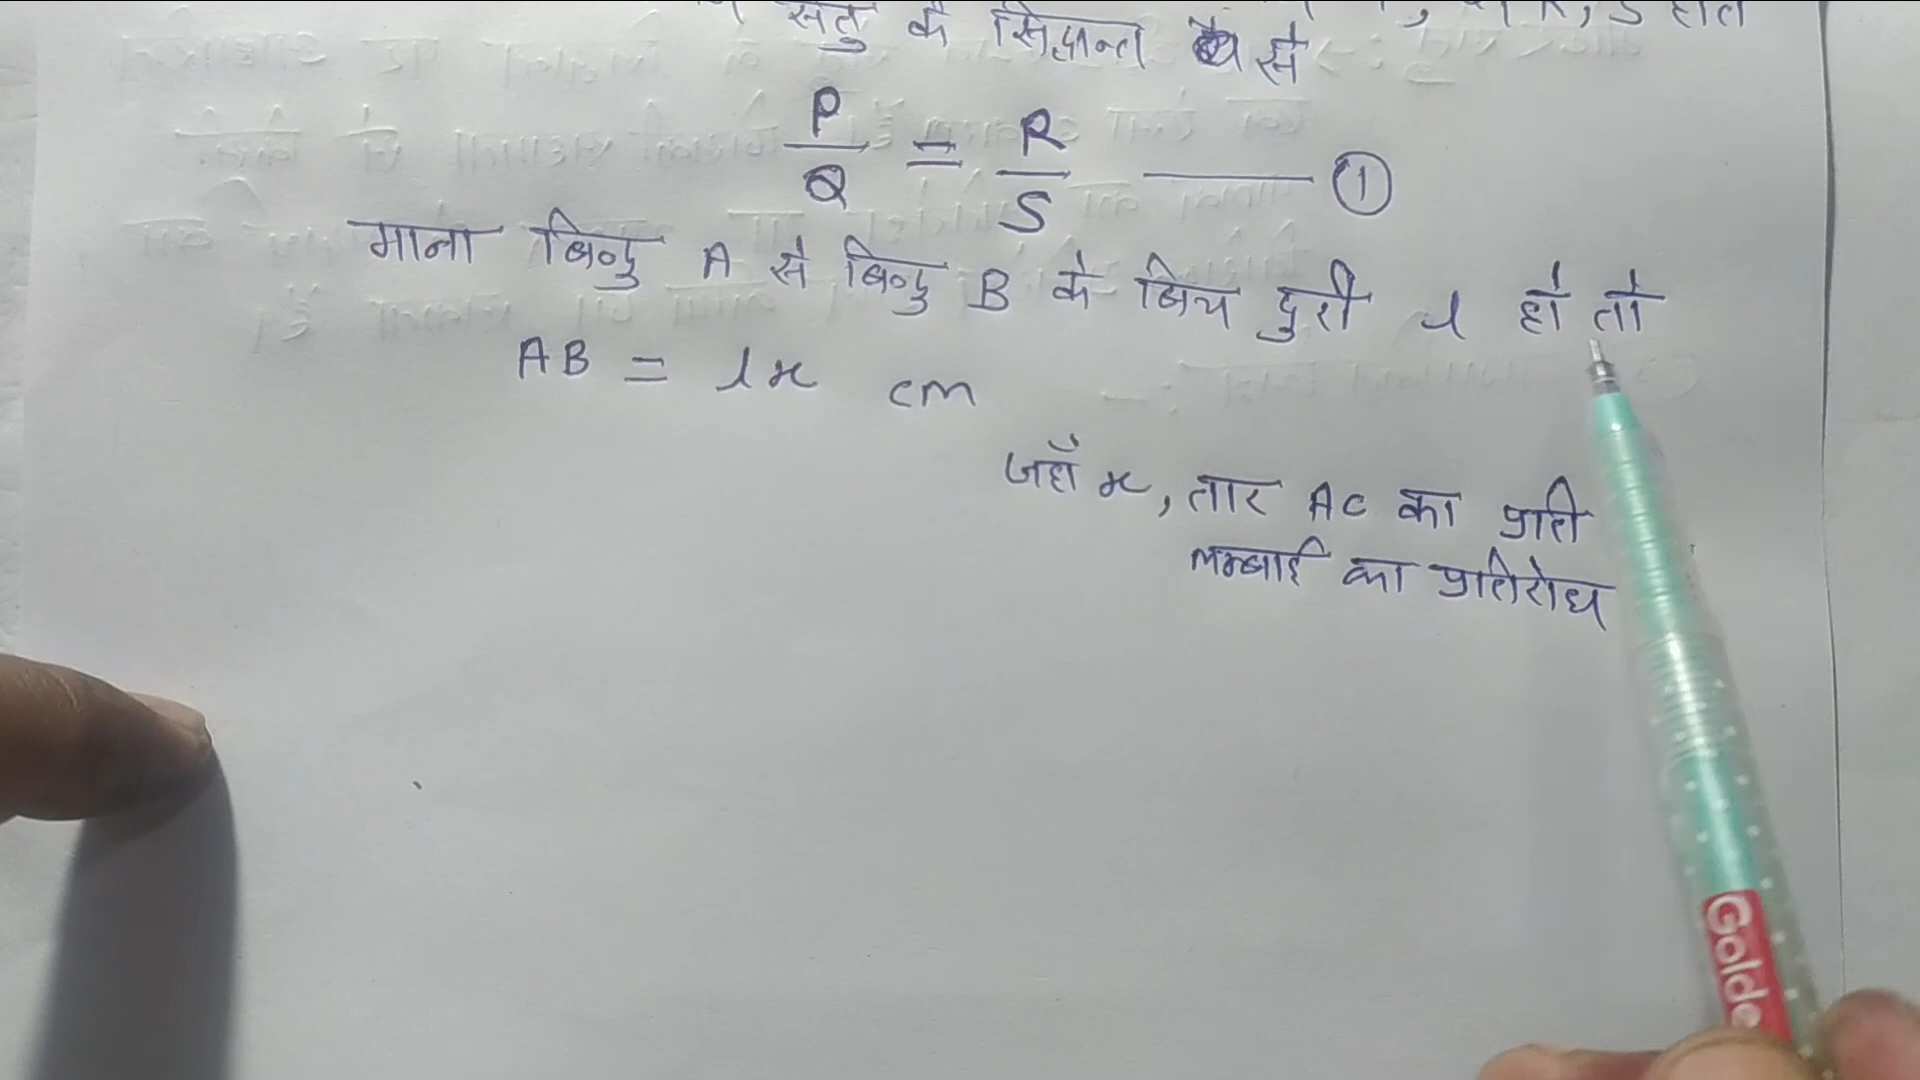 सेतु के सिद्धान्त से
P/Q = R/S ——— ①
माना बिन्दु A से बिन्दु B के बिच दुरी l हो तो
AB = lx cm
जहाँ x, तार AC का प्रति
लम्बाई का प्रतिरोध
Golde